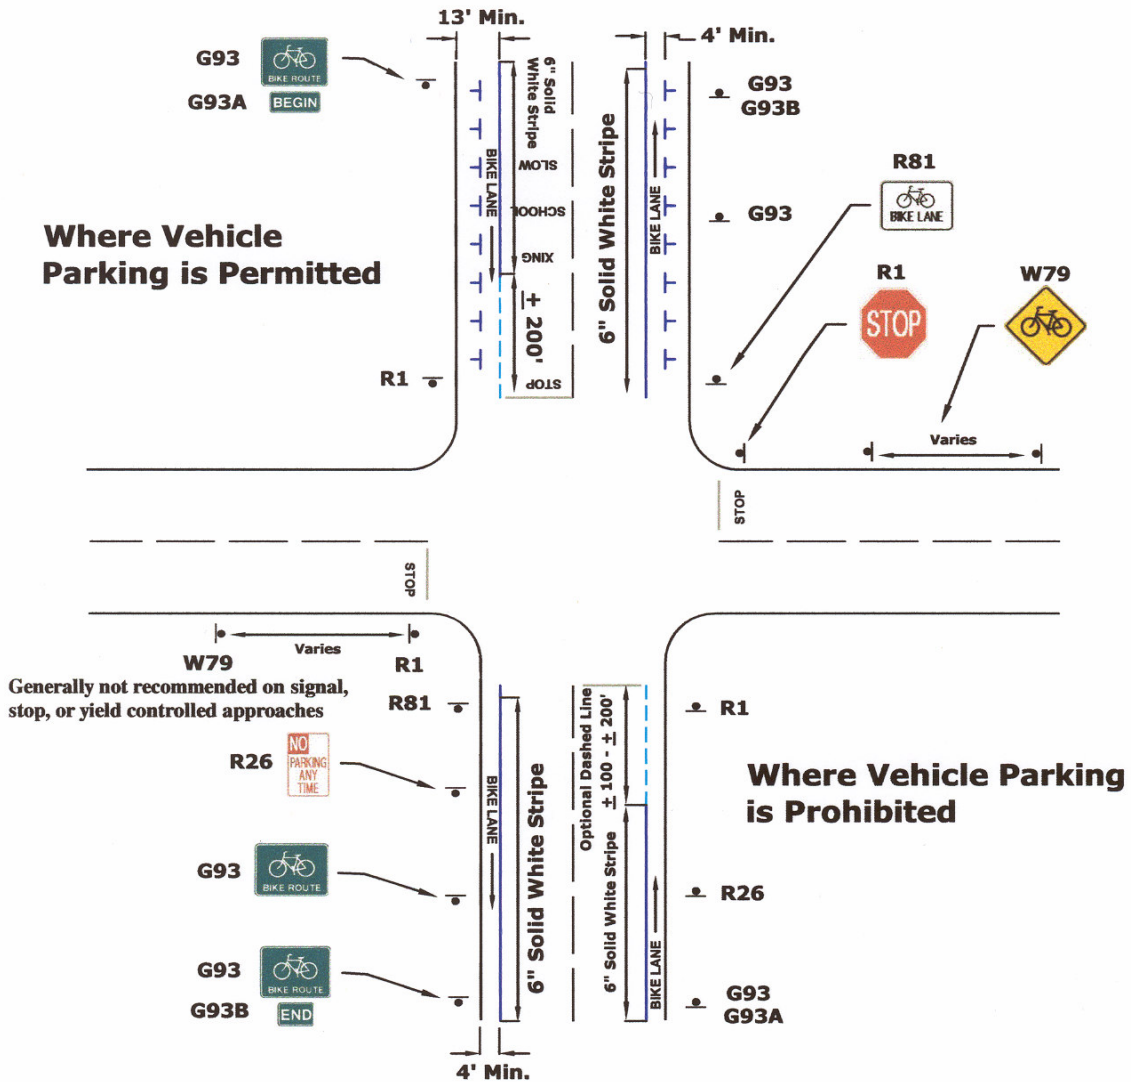 13' Min.
4' Min.
G93
BIKE ROUTE
G93A
BEGIN
6" Solid
White Stripe
BIKE LANE
SLOW
SCHOOL
XING
± 200'
STOP
6" Solid White Stripe
BIKE LANE
G93
G93B
G93
R81
BIKE LANE
R1
STOP
W79
Where Vehicle
Parking is Permitted
R1
Varies
STOP
STOP
Varies
W79
R1
Generally not recommended on signal,
stop, or yield controlled approaches
R81
R26
NO
PARKING
ANY
TIME
G93
BIKE ROUTE
G93
BIKE ROUTE
G93B
END
BIKE LANE
6" Solid White Stripe
4' Min.
Optional Dashed Line
± 100 - ± 200'
6" Solid White Stripe
BIKE LANE
R1
Where Vehicle Parking
is Prohibited
R26
G93
G93A